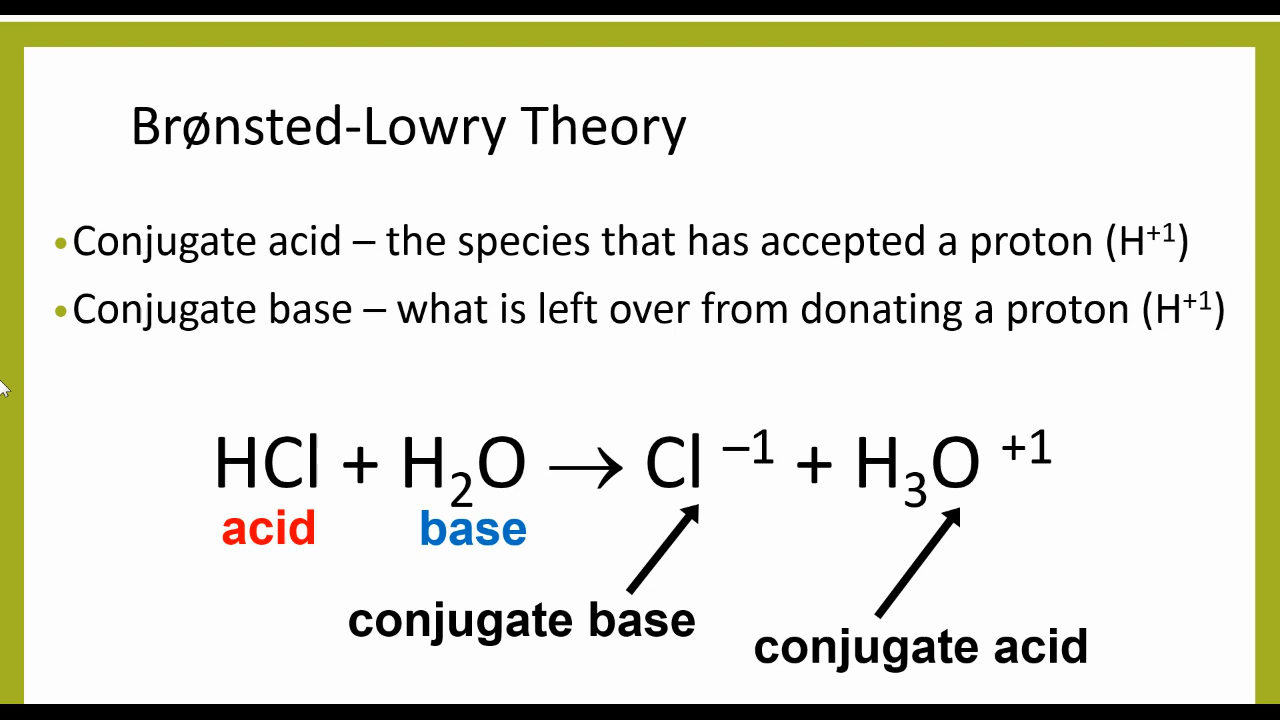 Brønsted-Lowry Theory
•Conjugate acid – the species that has accepted a proton (H⁺¹)
•Conjugate base – what is left over from donating a proton (H⁺¹)
HCl + H₂O → Cl ⁻¹ + H₃O ⁺¹
acid base
conjugate base
conjugate acid